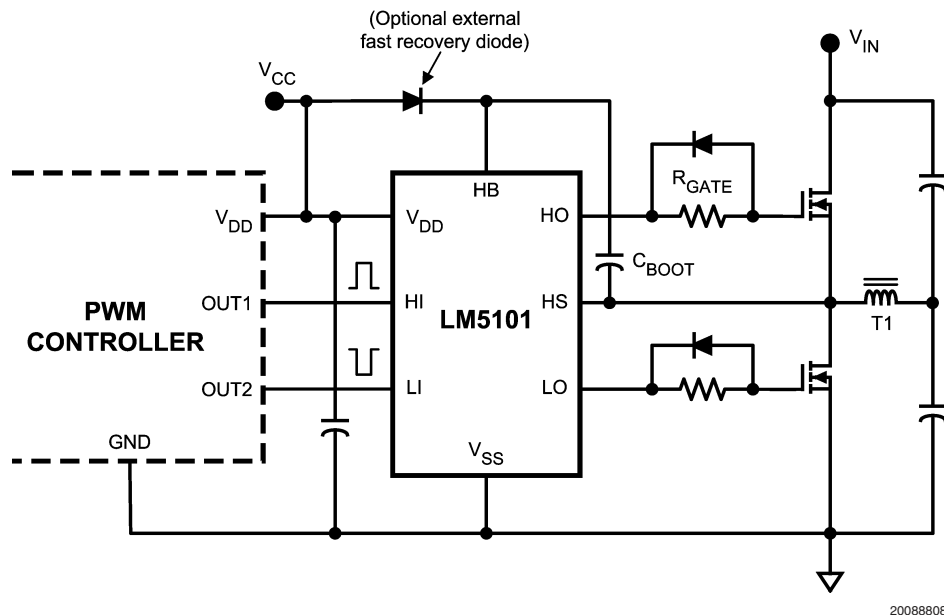 (Optional external
fast recovery diode)
VCC
VIN
HB
RGATE
VDD
VDD
HO
CBOOT
OUT1
HI
HS
PWM
CONTROLLER
LM5101
T1
OUT2
LI
LO
GND
VSS
20088808